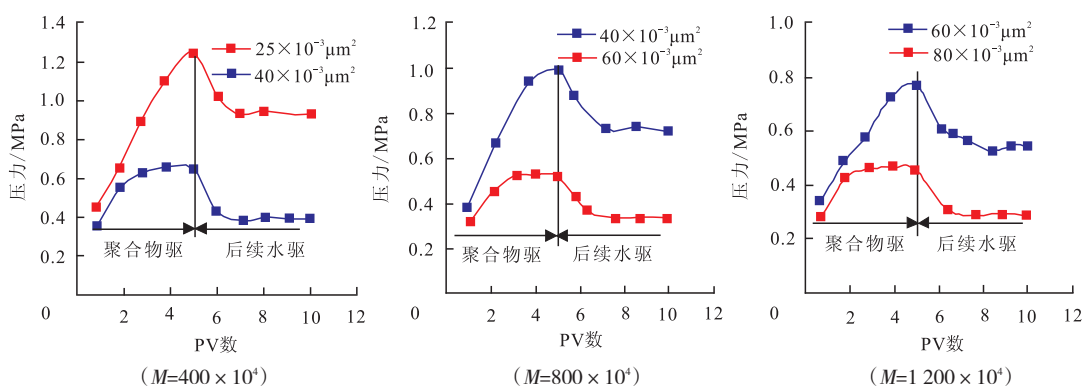 1.4
1.2
1.0
0.8
0.6
0.4
0.2
0
压力/MPa
25×10⁻³μm²
40×10⁻³μm²
聚合物驱 后续水驱
2 4 6 8 10 12
PV数
(M=400×10⁴)
1.2
1.0
0.8
0.6
0.4
0.2
0
压力/MPa
40×10⁻³μm²
60×10⁻³μm²
聚合物驱 后续水驱
2 4 6 8 10 12
PV数
(M=800×10⁴)
1.0
0.8
0.6
0.4
0.2
0
压力/MPa
60×10⁻³μm²
80×10⁻³μm²
聚合物驱 后续水驱
2 4 6 8 10 12
PV数
(M=1 200×10⁴)